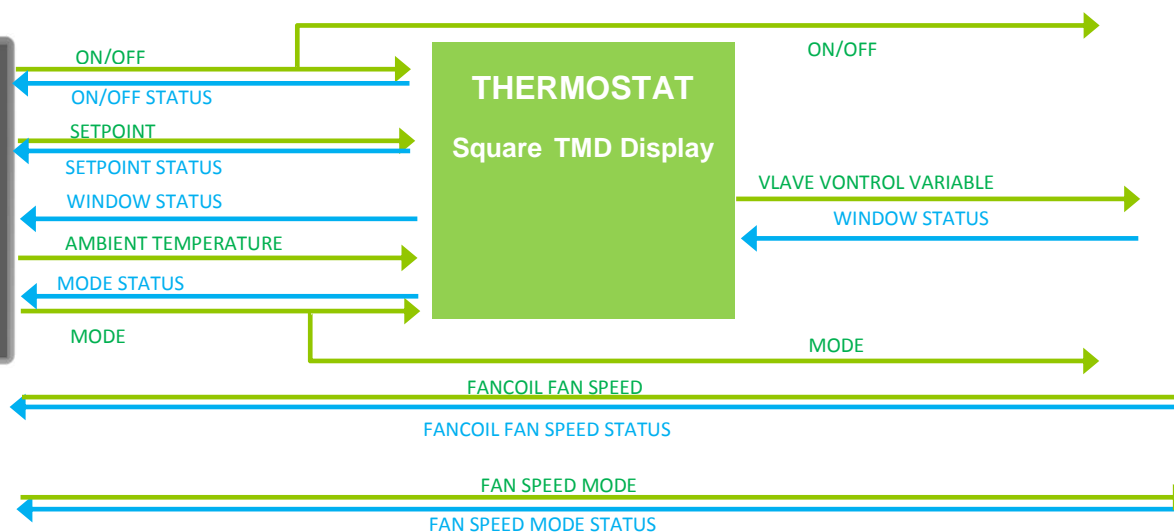 ON/OFF
ON/OFF
ON/OFF STATUS
THERMOSTAT
SETPOINT
Square TMD Display
SETPOINT STATUS
VLAVE VONTROL VARIABLE
WINDOW STATUS
WINDOW STATUS
AMBIENT TEMPERATURE
MODE STATUS
MODE
MODE
FANCOIL FAN SPEED
FANCOIL FAN SPEED STATUS
FAN SPEED MODE
FAN SPEED MODE STATUS